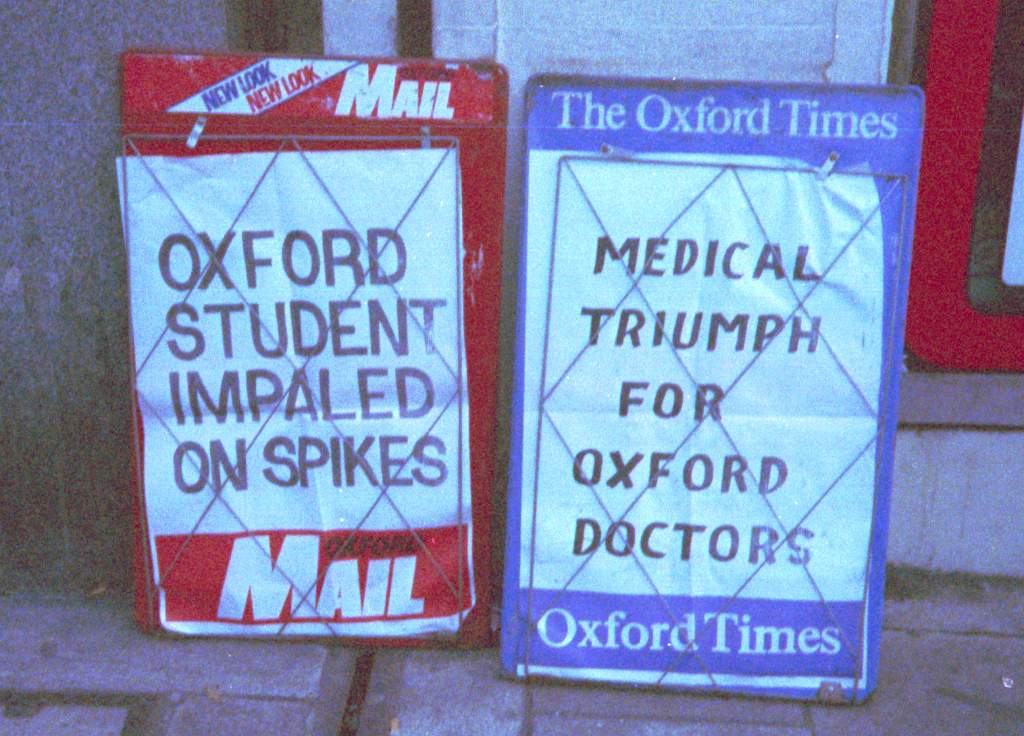 NEW LOOK
NEW LOOK
MAIL
OXFORD
STUDENT
IMPALED
ON SPIKES
OXFORD
MAIL
The Oxford Times
MEDICAL
TRIUMPH
FOR
OXFORD
DOCTORS
Oxford Times